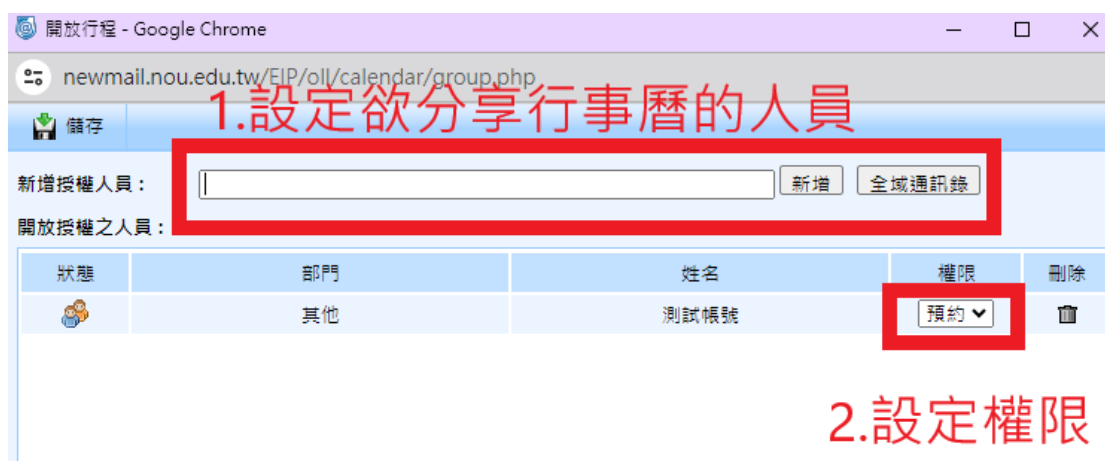 開放行程 - Google Chrome
newmail.nou.edu.tw/EIP/oll/calendar/group.php
儲存
1.設定欲分享行事曆的人員
新增授權人員： 新增 全域通訊錄
開放授權之人員：
狀態 部門 姓名 權限 刪除
其他 測試帳號 預約
2.設定權限